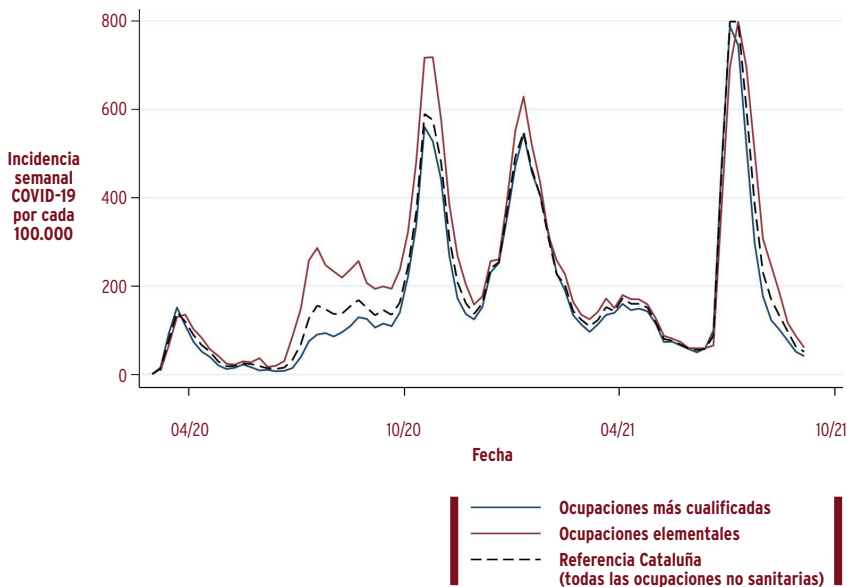 800
600
400
200
0
Incidencia
semanal
COVID-19
por cada
100.000
04/20
10/20
04/21
10/21
Fecha
Ocupaciones más cualificadas
Ocupaciones elementales
Referencia Cataluña
(todas las ocupaciones no sanitarias)